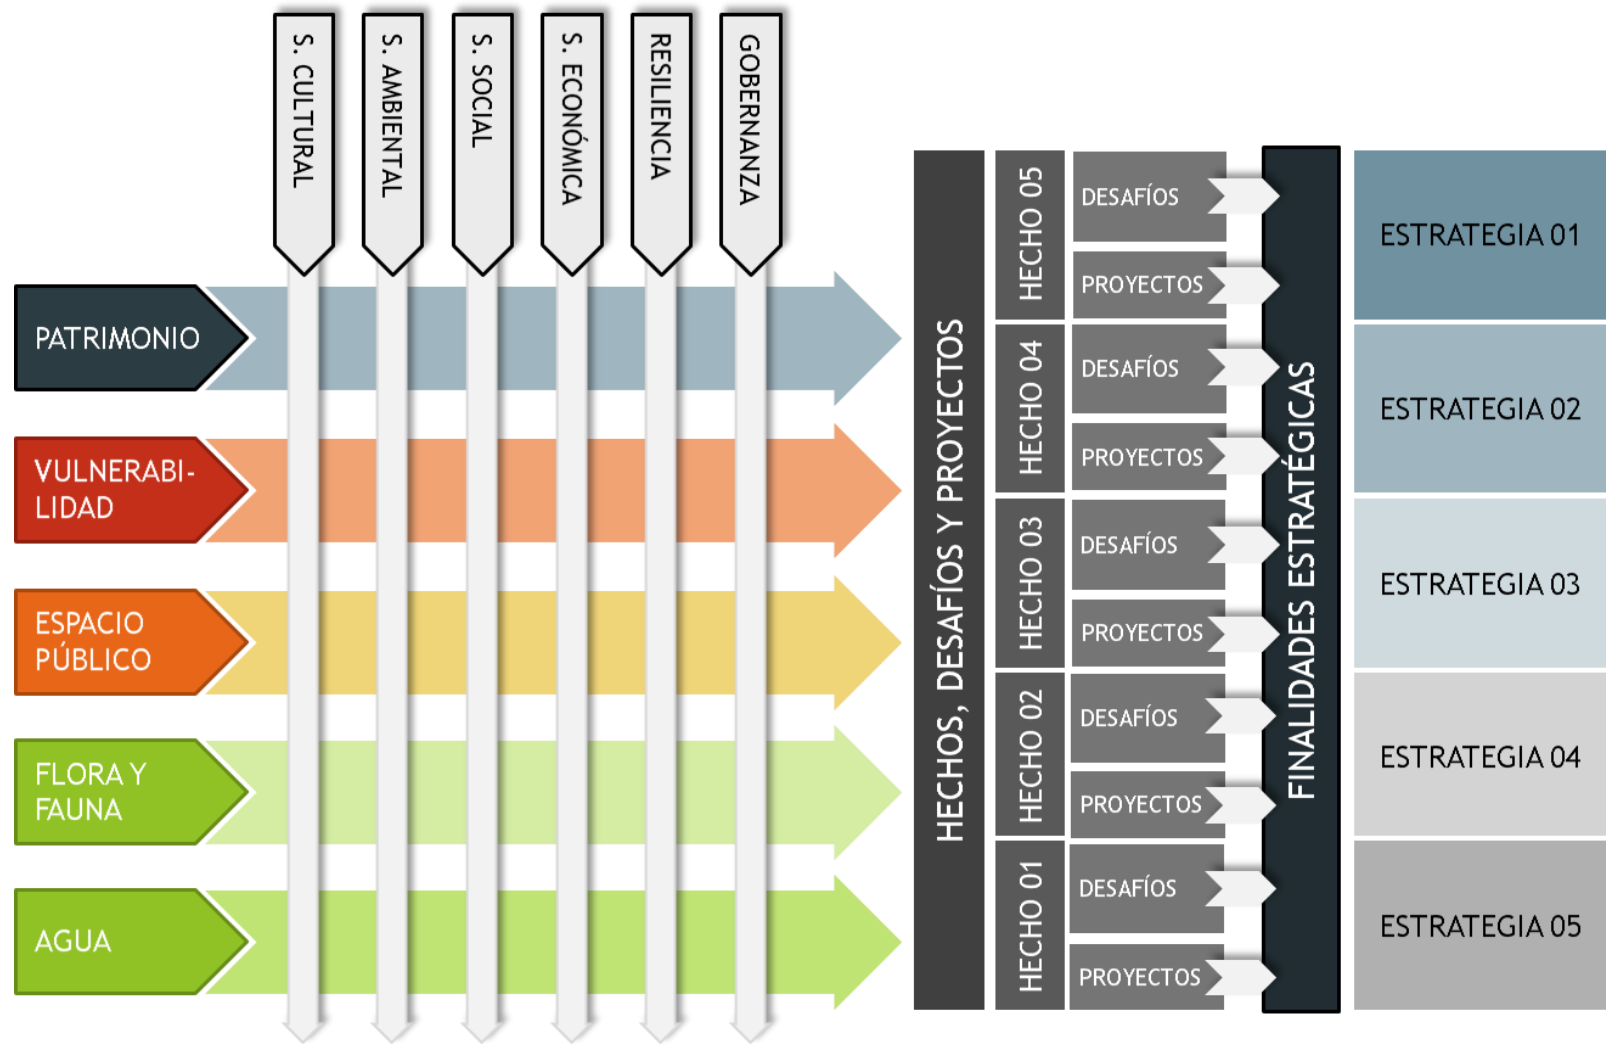 S. CULTURAL
S. AMBIENTAL
S. SOCIAL
S. ECONÓMICA
RESILIENCIA
GOBERNANZA
PATRIMONIO
VULNERABI-
LIDAD
ESPACIO
PÚBLICO
FLORA Y
FAUNA
AGUA
HECHOS, DESAFÍOS Y PROYECTOS
HECHO 05
DESAFÍOS
PROYECTOS
HECHO 04
DESAFÍOS
PROYECTOS
HECHO 03
DESAFÍOS
PROYECTOS
HECHO 02
DESAFÍOS
PROYECTOS
HECHO 01
DESAFÍOS
PROYECTOS
FINALIDADES ESTRATÉGICAS
ESTRATEGIA 01
ESTRATEGIA 02
ESTRATEGIA 03
ESTRATEGIA 04
ESTRATEGIA 05